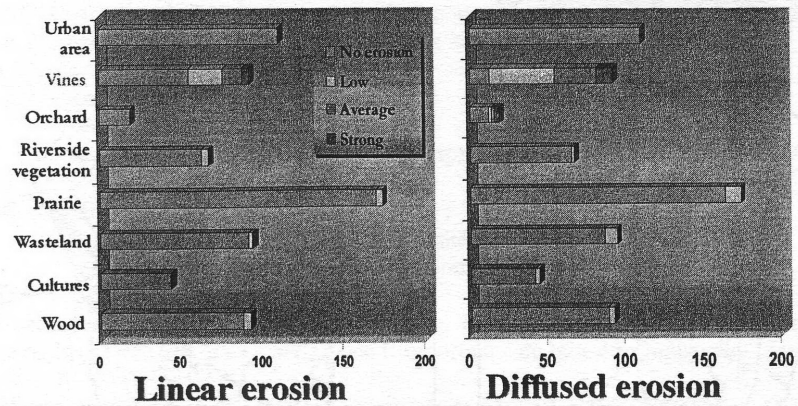 Urban
area
Vines
Orchard
Riverside
vegetation
Prairie
Wasteland
Cultures
Wood
No erosion
Low
Average
Strong
0 50 100 150 200
Linear erosion
0 50 100 150 200
Diffused erosion